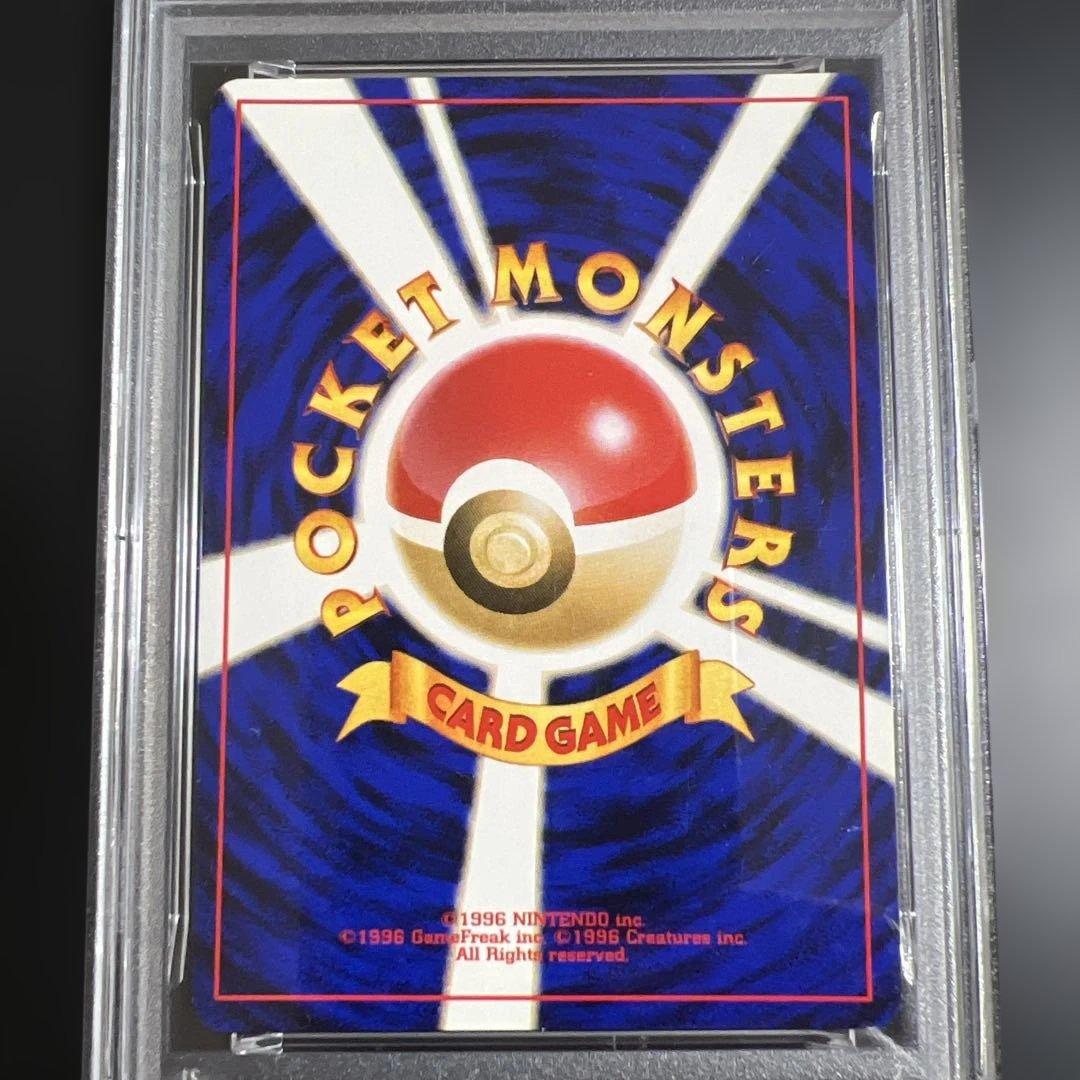 POCKET MONSTERS
CARD GAME
©1996 NINTENDO inc.
©1996 GameFreak inc. ©1996 Creatures inc.
All Rights reserved.